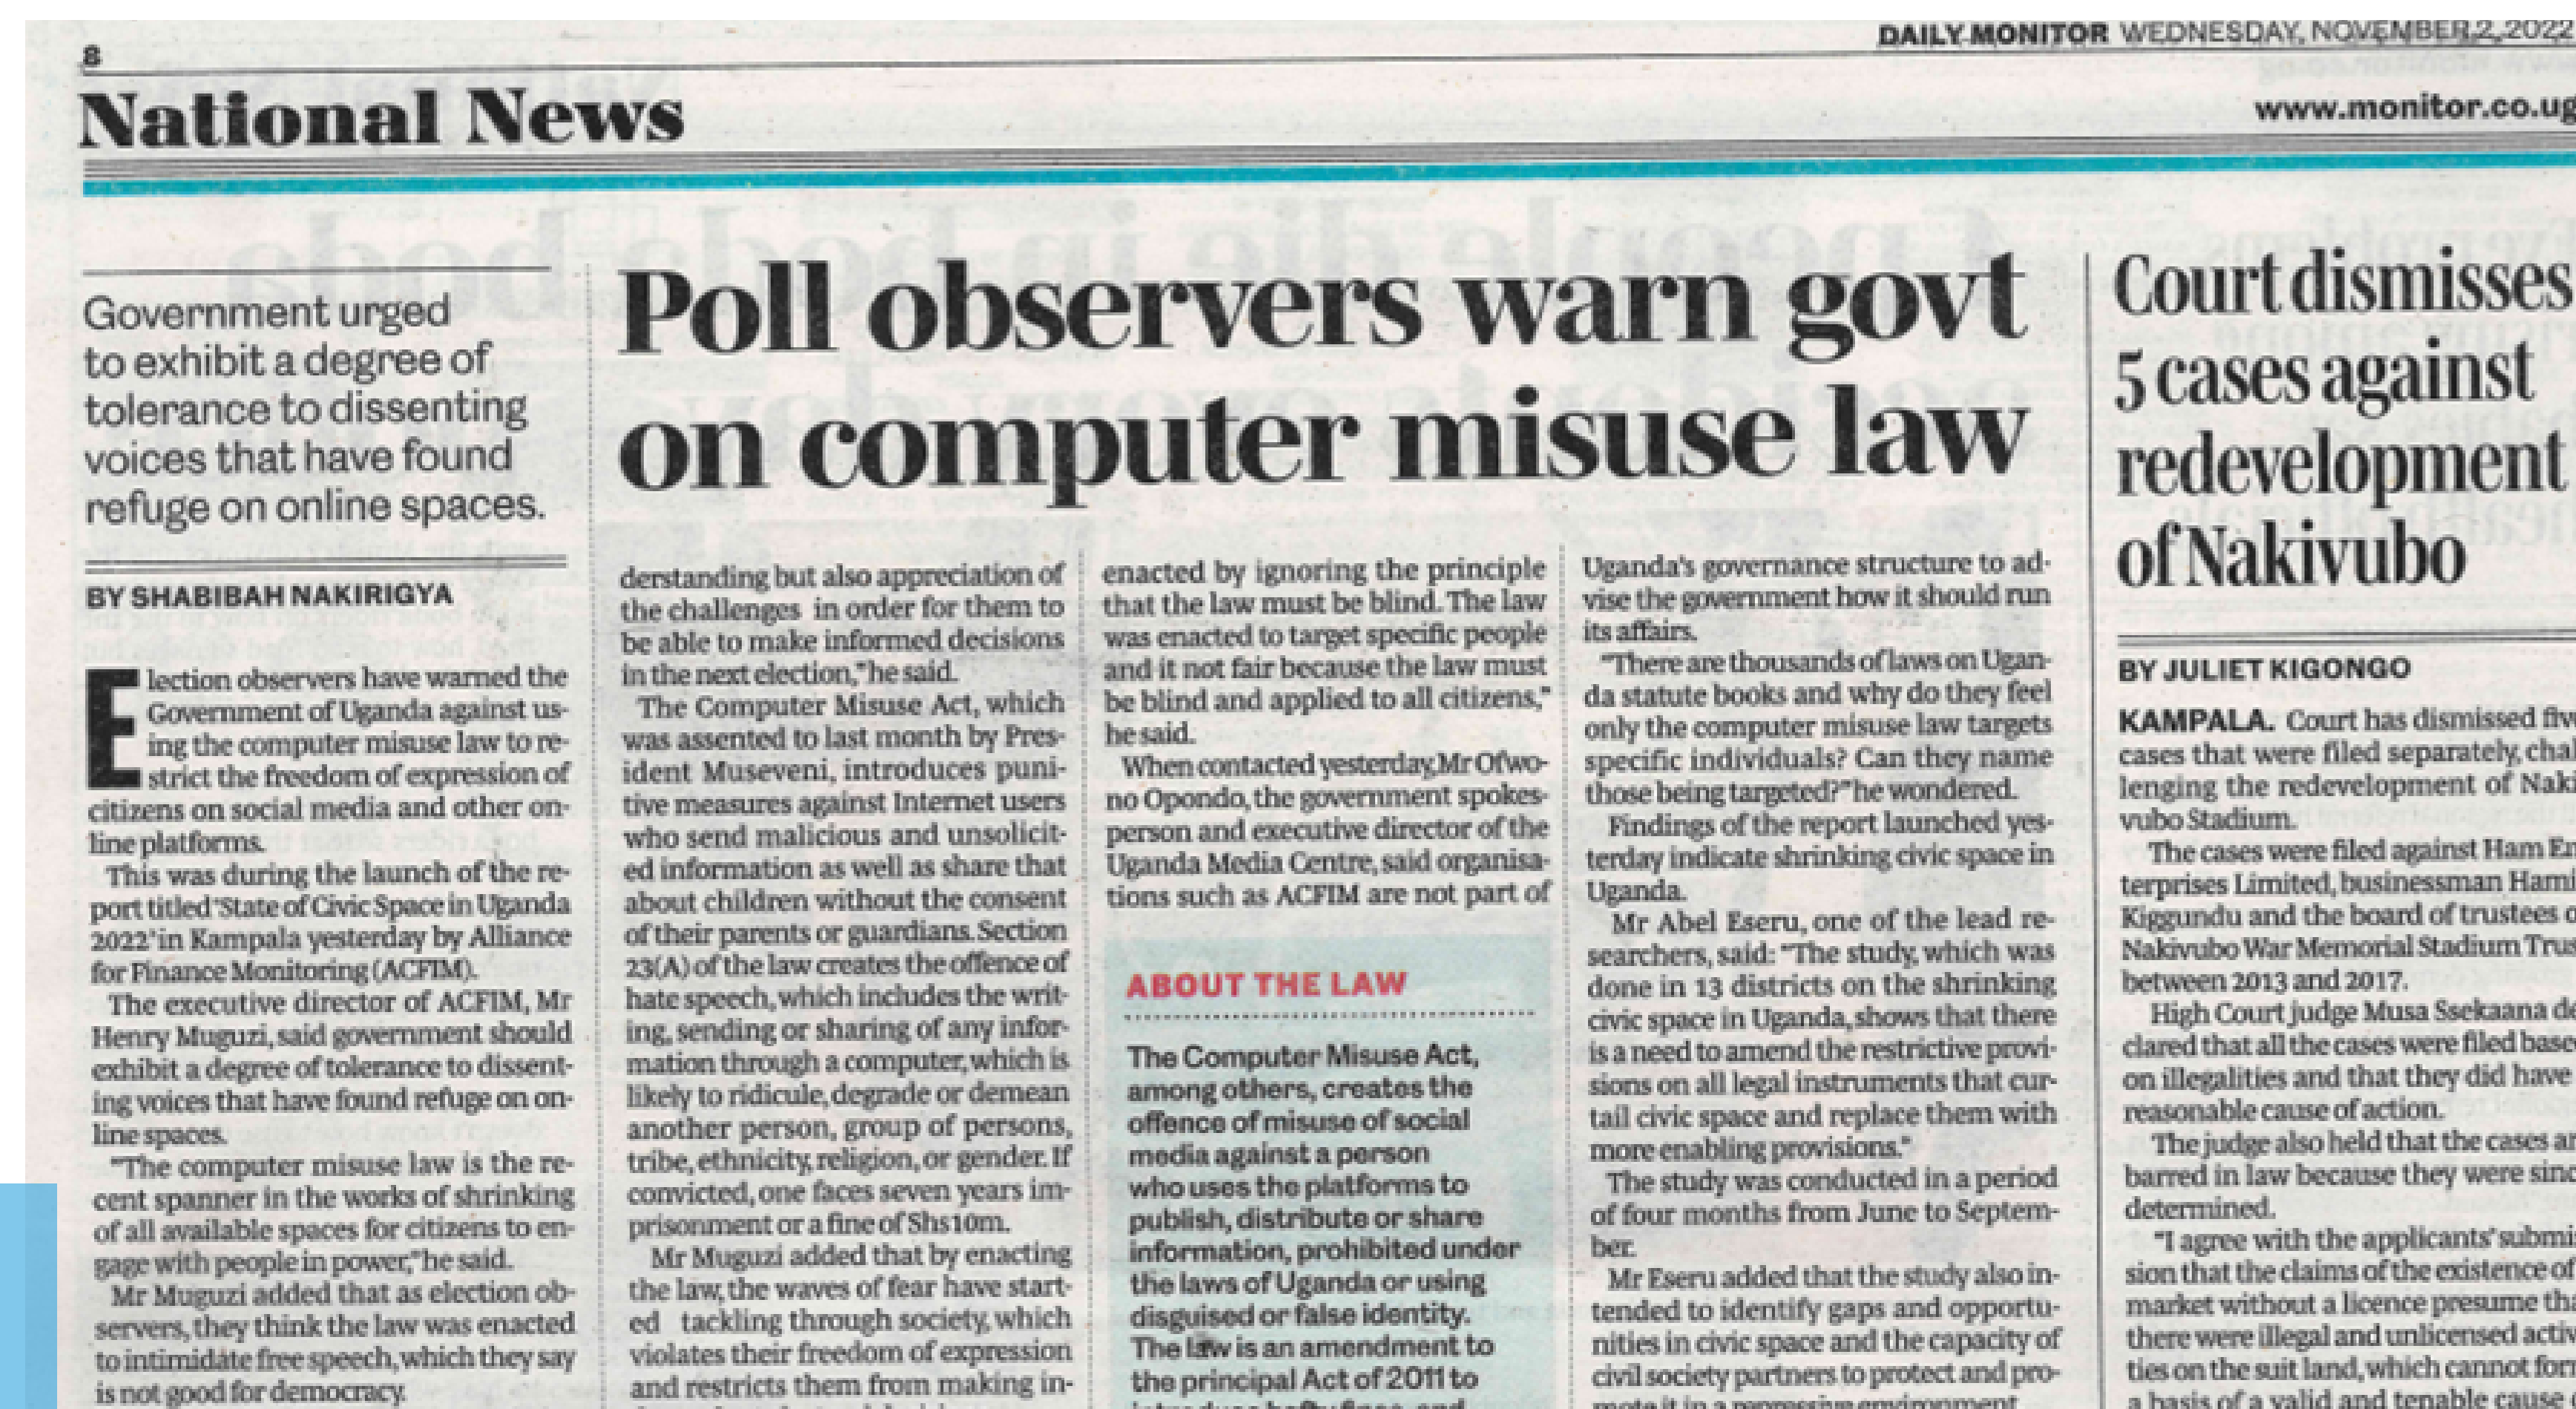 8
DAILY MONITOR WEDNESDAY, NOVEMBER 2, 2022
National News
www.monitor.co.ug
Government urged
to exhibit a degree of
tolerance to dissenting
voices that have found
refuge on online spaces.
Poll observers warn govt
on computer misuse law
BY SHABIBAH NAKIRIGYA
Election observers have warned the
Government of Uganda against us-
ing the computer misuse law to re-
strict the freedom of expression of
citizens on social media and other on-
line platforms.
This was during the launch of the re-
port titled 'State of Civic Space in Uganda
2022' in Kampala yesterday by Alliance
for Finance Monitoring (ACFIM).
The executive director of ACFIM, Mr
Henry Muguzi, said government should
exhibit a degree of tolerance to dissent-
ing voices that have found refuge on on-
line spaces.
"The computer misuse law is the re-
cent spanner in the works of shrinking
of all available spaces for citizens to en-
gage with people in power," he said.
Mr Muguzi added that as election ob-
servers, they think the law was enacted
to intimidate free speech, which they say
is not good for democracy.
derstanding but also appreciation of
the challenges in order for them to
be able to make informed decisions
in the next election," he said.
The Computer Misuse Act, which
was assented to last month by Pres-
ident Museveni, introduces puni-
tive measures against Internet users
who send malicious and unsolicit-
ed information as well as share that
about children without the consent
of their parents or guardians. Section
23(A) of the law creates the offence of
hate speech, which includes the writ-
ing, sending or sharing of any infor-
mation through a computer, which is
likely to ridicule, degrade or demean
another person, group of persons,
tribe, ethnicity, religion, or gender. If
convicted, one faces seven years im-
prisonment or a fine of Shs10m.
Mr Muguzi added that by enacting
the law, the waves of fear have start-
ed tackling through society, which
violates their freedom of expression
and restricts them from making in-
enacted by ignoring the principle
that the law must be blind. The law
was enacted to target specific people
and it not fair because the law must
be blind and applied to all citizens,"
he said.
When contacted yesterday, Mr Ofwo-
no Opondo, the government spokes-
person and executive director of the
Uganda Media Centre, said organisa-
tions such as ACFIM are not part of
ABOUT THE LAW
The Computer Misuse Act,
among others, creates the
offence of misuse of social
media against a person
who uses the platforms to
publish, distribute or share
information, prohibited under
the laws of Uganda or using
disguised or false identity.
The law is an amendment to
the principal Act of 2011 to
Uganda's governance structure to ad-
vise the government how it should run
its affairs.
"There are thousands of laws on Ugan-
da statute books and why do they feel
only the computer misuse law targets
specific individuals? Can they name
those being targeted?" he wondered.
Findings of the report launched yes-
terday indicate shrinking civic space in
Uganda.
Mr Abel Eseru, one of the lead re-
searchers, said: "The study, which was
done in 13 districts on the shrinking
civic space in Uganda, shows that there
is a need to amend the restrictive provi-
sions on all legal instruments that cur-
tail civic space and replace them with
more enabling provisions."
The study was conducted in a period
of four months from June to Septem-
ber.
Mr Eseru added that the study also in-
tended to identify gaps and opportu-
nities in civic space and the capacity of
civil society partners to protect and pro-
mote it in a repressive environment
Court dismisses
5 cases against
redevelopment
of Nakivubo
BY JULIET KIGONGO
KAMPALA. Court has dismissed five
cases that were filed separately, chal
lenging the redevelopment of Naki
vubo Stadium.
The cases were filed against Ham En
terprises Limited, businessman Hami
Kiggundu and the board of trustees o
Nakivubo War Memorial Stadium Trus
between 2013 and 2017.
High Court judge Musa Ssekaana de
clared that all the cases were filed base
on illegalities and that they did have
reasonable cause of action.
The judge also held that the cases ar
barred in law because they were sinc
determined.
"I agree with the applicants' submi
sion that the claims of the existence of
market without a licence presume tha
there were illegal and unlicensed activ
ties on the suit land, which cannot for
a basis of a valid and tenable cause